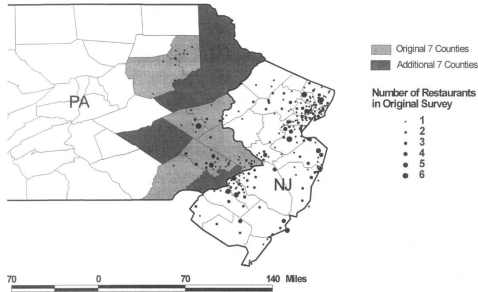 Original 7 Counties
Additional 7 Counties
PA
Number of Restaurants
in Original Survey
1
2
3
4
5
6
NJ
70 0 70 140 Miles